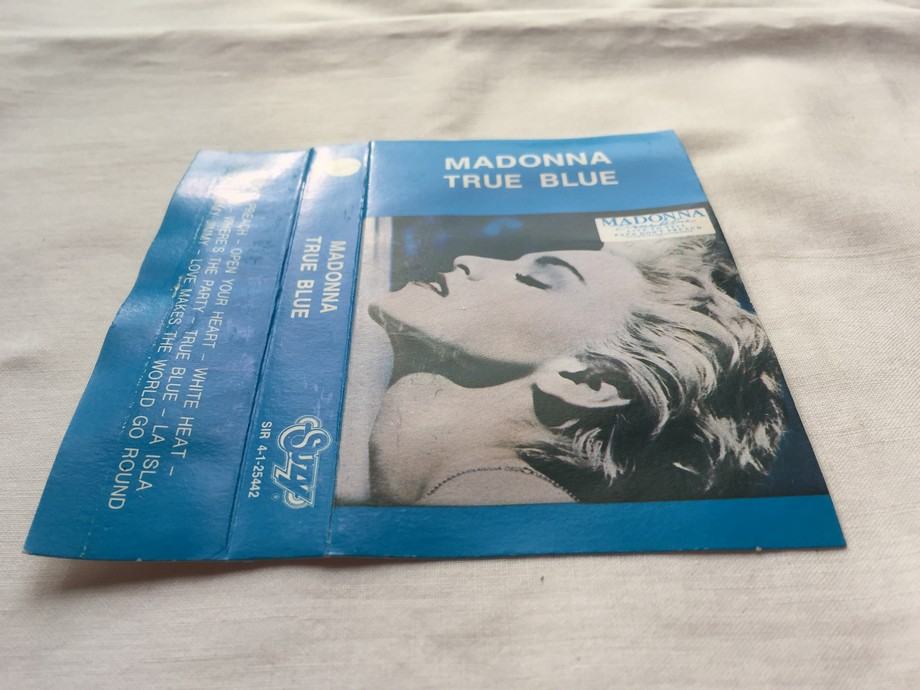 MADONNA
TRUE BLUE
MADONNA
MADONNA
TRUE BLUE
SUZY
SIR 4-1-25442
OPEN YOUR HEART – WHITE HEAT –
WHERE'S THE PARTY – TRUE BLUE – LA ISLA
LOVE MAKES THE WORLD GO ROUND